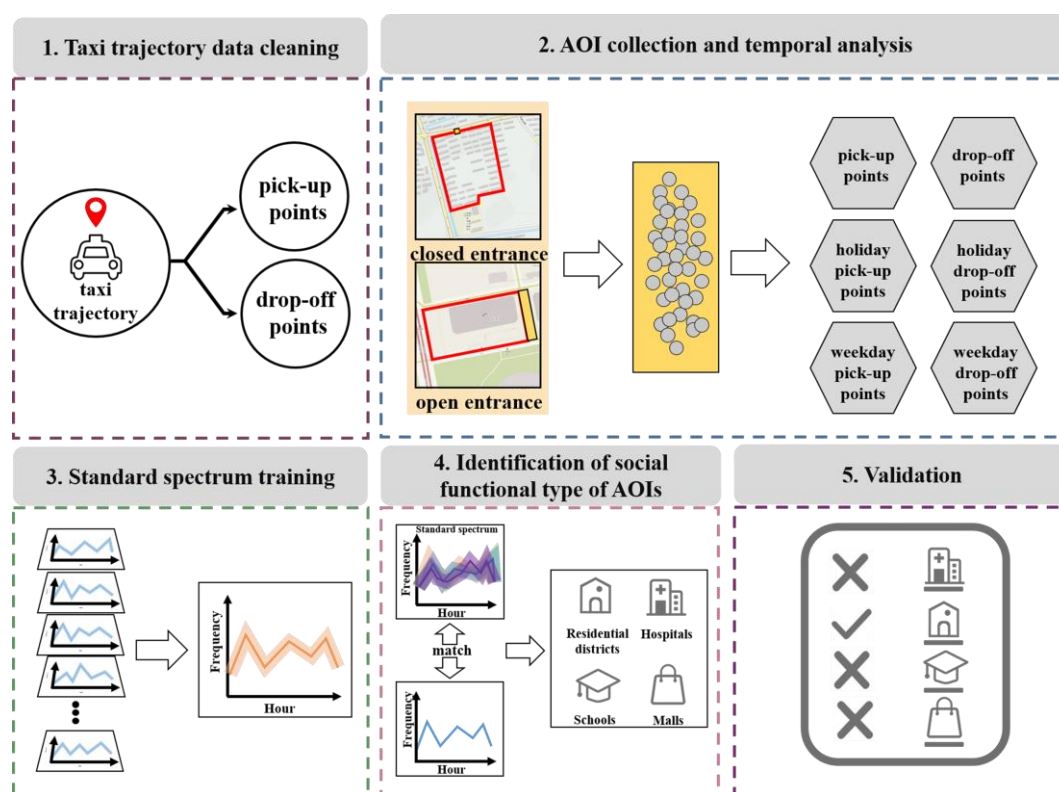 1. Taxi trajectory data cleaning
taxi
trajectory
pick-up
points
drop-off
points
2. AOI collection and temporal analysis
closed entrance
open entrance
pick-up
points
drop-off
points
holiday
pick-up
points
holiday
drop-off
points
weekday
pick-up
points
weekday
drop-off
points
3. Standard spectrum training
Frequency
Hour
4. Identification of social
functional type of AOIs
Standard spectrum
Frequency
Hour
match
Frequency
Hour
Residential
districts
Hospitals
Schools
Malls
5. Validation